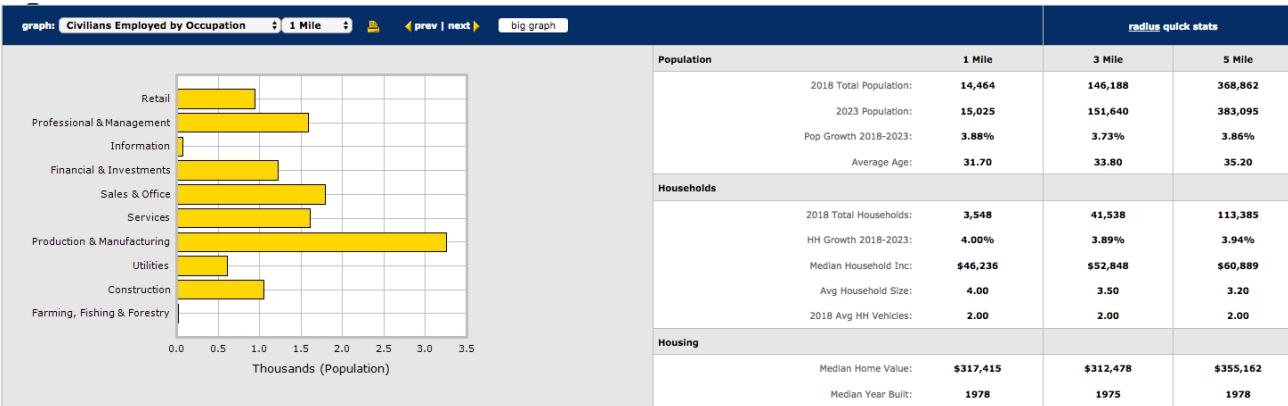 graph: Civilians Employed by Occupation 1 Mile prev | next big graph radius quick stats
Retail
Professional & Management
Information
Financial & Investments
Sales & Office
Services
Production & Manufacturing
Utilities
Construction
Farming, Fishing & Forestry
0.0 0.5 1.0 1.5 2.0 2.5 3.0 3.5
Thousands (Population)
Population 1 Mile 3 Mile 5 Mile
2018 Total Population: 14,464 146,188 368,862
2023 Population: 15,025 151,640 383,095
Pop Growth 2018-2023: 3.88% 3.73% 3.86%
Average Age: 31.70 33.80 35.20
Households
2018 Total Households: 3,548 41,538 113,385
HH Growth 2018-2023: 4.00% 3.89% 3.94%
Median Household Inc: $46,236 $52,848 $60,889
Avg Household Size: 4.00 3.50 3.20
2018 Avg HH Vehicles: 2.00 2.00 2.00
Housing
Median Home Value: $317,415 $312,478 $355,162
Median Year Built: 1978 1975 1978